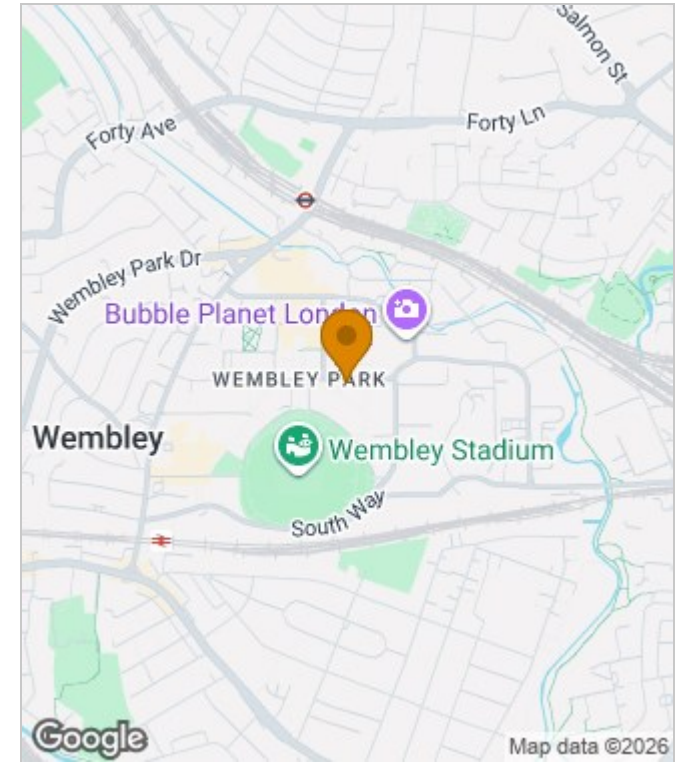 Salmon St
Forty Ave
Forty Ln
Wembley Park Dr
Bubble Planet London
WEMBLEY PARK
Wembley
Wembley Stadium
South Way
Google
Map data ©2026